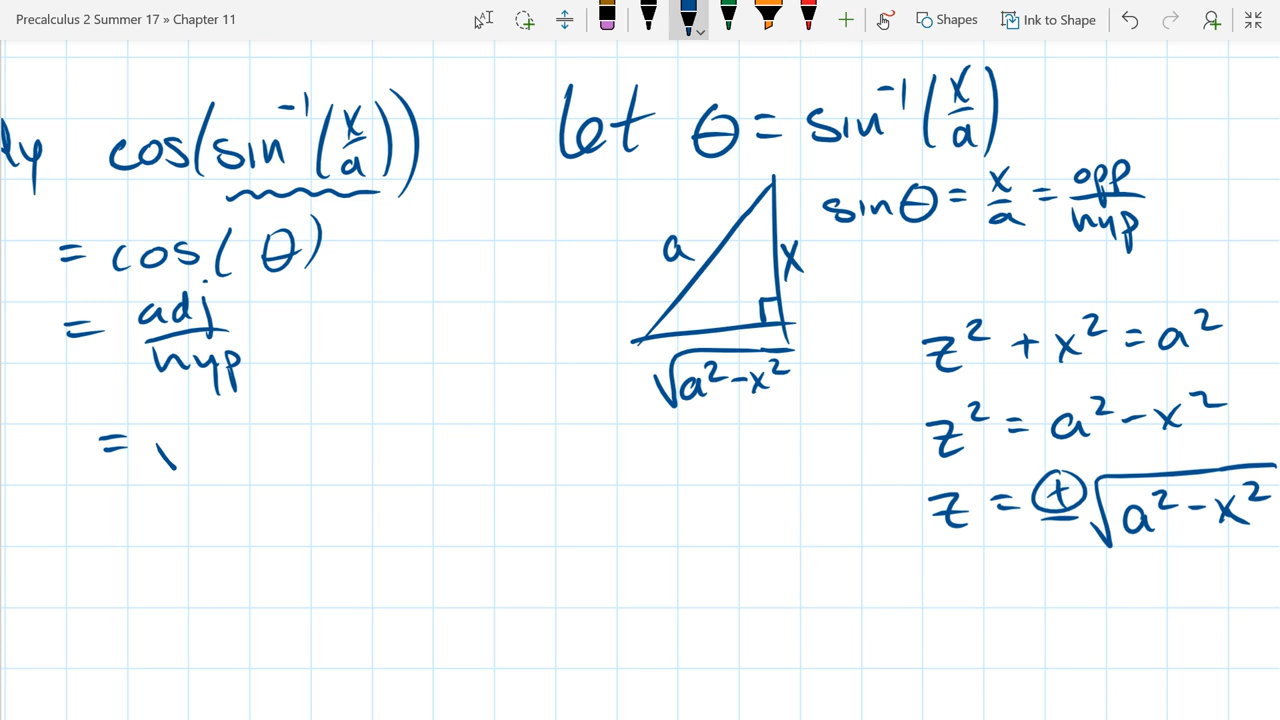 Precalculus 2 Summer 17 » Chapter 11
Shapes
Ink to Shape
ly cos(sin⁻¹(x/a))
= cos(θ)
= adj/hyp
=
let θ = sin⁻¹(x/a)
sinθ = x/a = opp/hyp
a
x
√(a²-x²)
z² + x² = a²
z² = a² - x²
z = ±√(a² - x²)